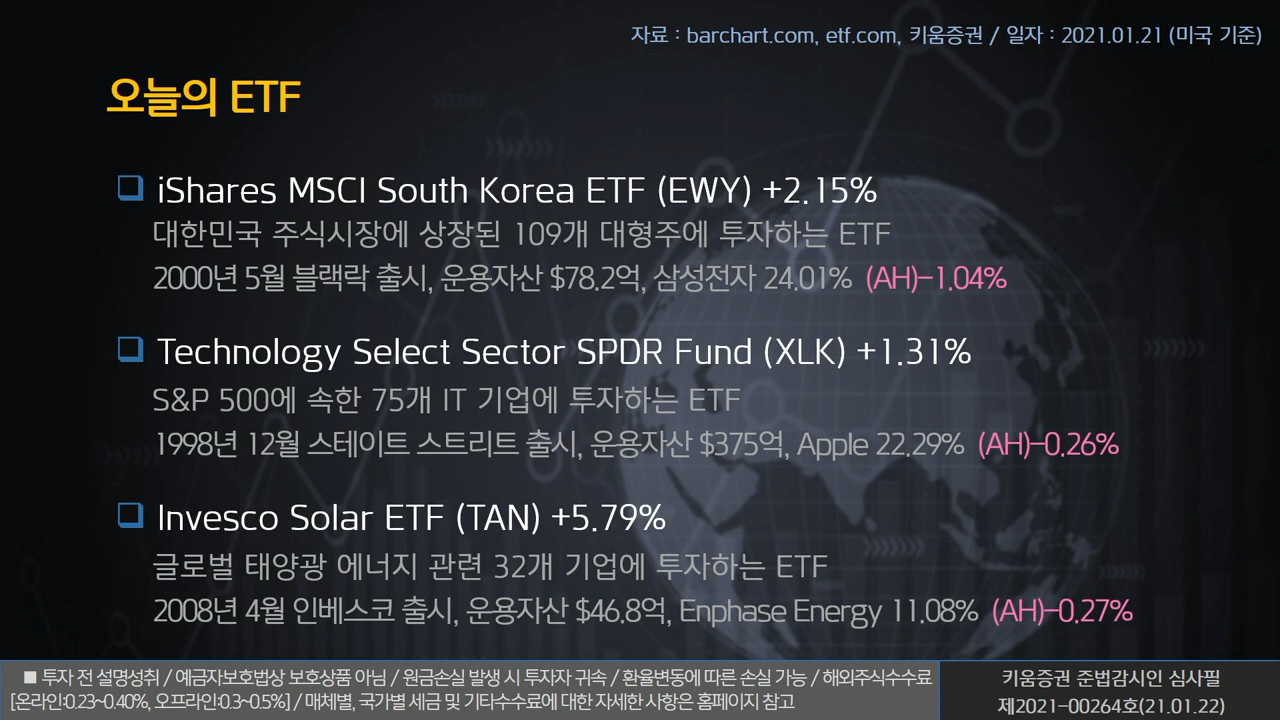 자료 : barchart.com, etf.com, 키움증권 / 일자 : 2021.01.21 (미국 기준)
오늘의 ETF
❑ iShares MSCI South Korea ETF (EWY) +2.15%
대한민국 주식시장에 상장된 109개 대형주에 투자하는 ETF
2000년 5월 블랙락 출시, 운용자산 $78.2억, 삼성전자 24.01% (AH)-1.04%
❑ Technology Select Sector SPDR Fund (XLK) +1.31%
S&P 500에 속한 75개 IT 기업에 투자하는 ETF
1998년 12월 스테이트 스트리트 출시, 운용자산 $375억, Apple 22.29% (AH)-0.26%
❑ Invesco Solar ETF (TAN) +5.79%
글로벌 태양광 에너지 관련 32개 기업에 투자하는 ETF
2008년 4월 인베스코 출시, 운용자산 $46.8억, Enphase Energy 11.08% (AH)-0.27%
■ 투자 전 설명성취 / 예금자보호법상 보호상품 아님 / 원금손실 발생 시 투자자 귀속 / 환율변동에 따른 손실 가능 / 해외주식수수료
[온라인:0.23~0.40%, 오프라인:0.3~0.5%] / 매체별, 국가별 세금 및 기타수수료에 대한 자세한 사항은 홈페이지 참고
키움증권 준법감시인 심사필
제2021-00264호(21.01.22)